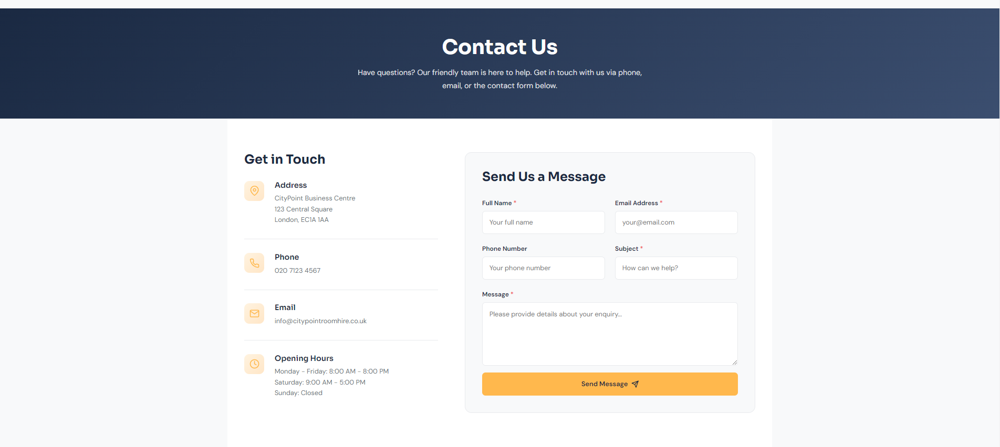 Contact Us
Have questions? Our friendly team is here to help. Get in touch with us via phone,
email, or the contact form below.
Get in Touch
Address
CityPoint Business Centre
123 Central Square
London, EC1A 1AA
Phone
020 7123 4567
Email
info@citypointroomhire.co.uk
Opening Hours
Monday - Friday: 8:00 AM - 8:00 PM
Saturday: 9:00 AM - 5:00 PM
Sunday: Closed
Send Us a Message
Full Name *
Your full name
Email Address *
your@email.com
Phone Number
Your phone number
Subject *
How can we help?
Message *
Please provide details about your enquiry...
Send Message